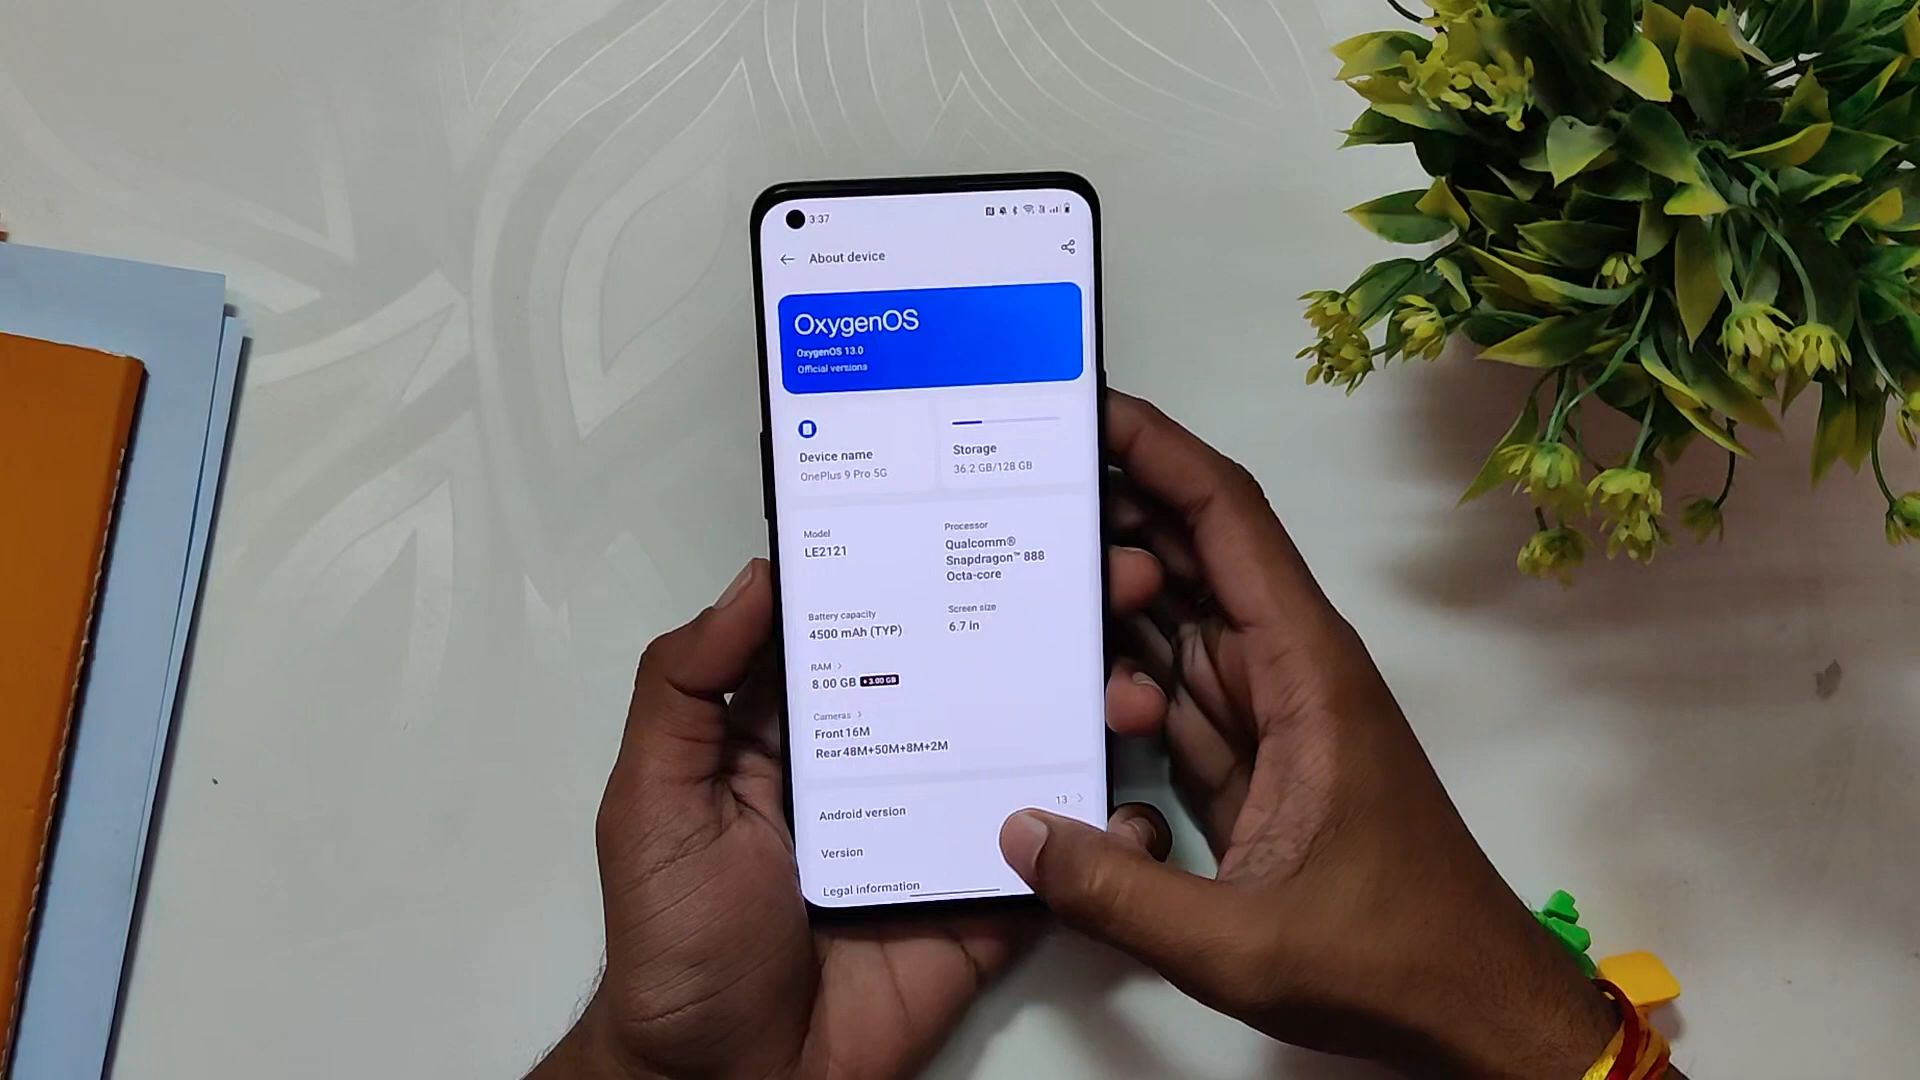 3:37
About device
OxygenOS
OxygenOS 13.0
Official versions
Device name
OnePlus 9 Pro 5G
Storage
36.2 GB/128 GB
Model
LE2121
Processor
Qualcomm®
Snapdragon™ 888
Octa-core
Battery capacity
4500 mAh (TYP)
Screen size
6.7 in
RAM
8.00 GB +3.00 GB
Cameras
Front 16M
Rear 48M+50M+8M+2M
Android version
13
Version
Legal information